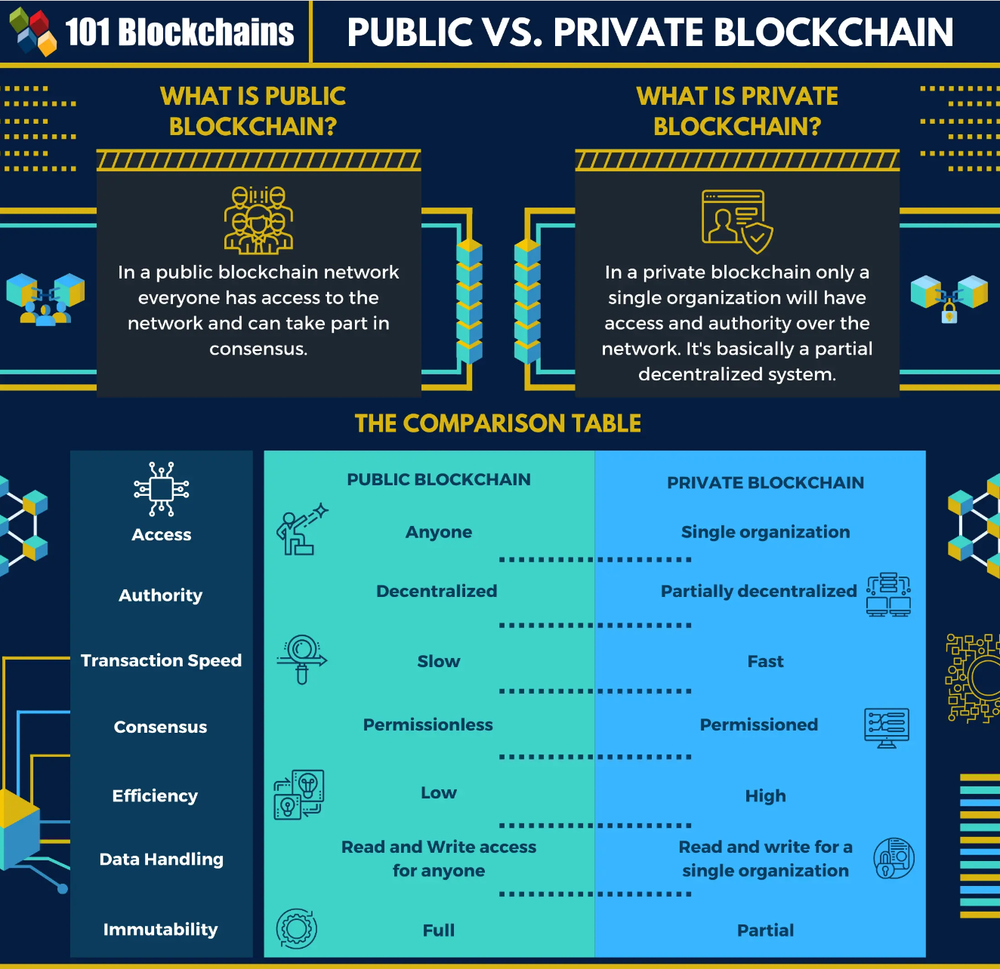 101 Blockchains
PUBLIC VS. PRIVATE BLOCKCHAIN
WHAT IS PUBLIC
BLOCKCHAIN?
In a public blockchain network
everyone has access to the
network and can take part in
consensus.
WHAT IS PRIVATE
BLOCKCHAIN?
In a private blockchain only a
single organization will have
access and authority over the
network. It's basically a partial
decentralized system.
THE COMPARISON TABLE
PUBLIC BLOCKCHAIN
PRIVATE BLOCKCHAIN
Access
Anyone
Single organization
Authority
Decentralized
Partially decentralized
Transaction Speed
Slow
Fast
Consensus
Permissionless
Permissioned
Efficiency
Low
High
Data Handling
Read and Write access
for anyone
Read and write for a
single organization
Immutability
Full
Partial